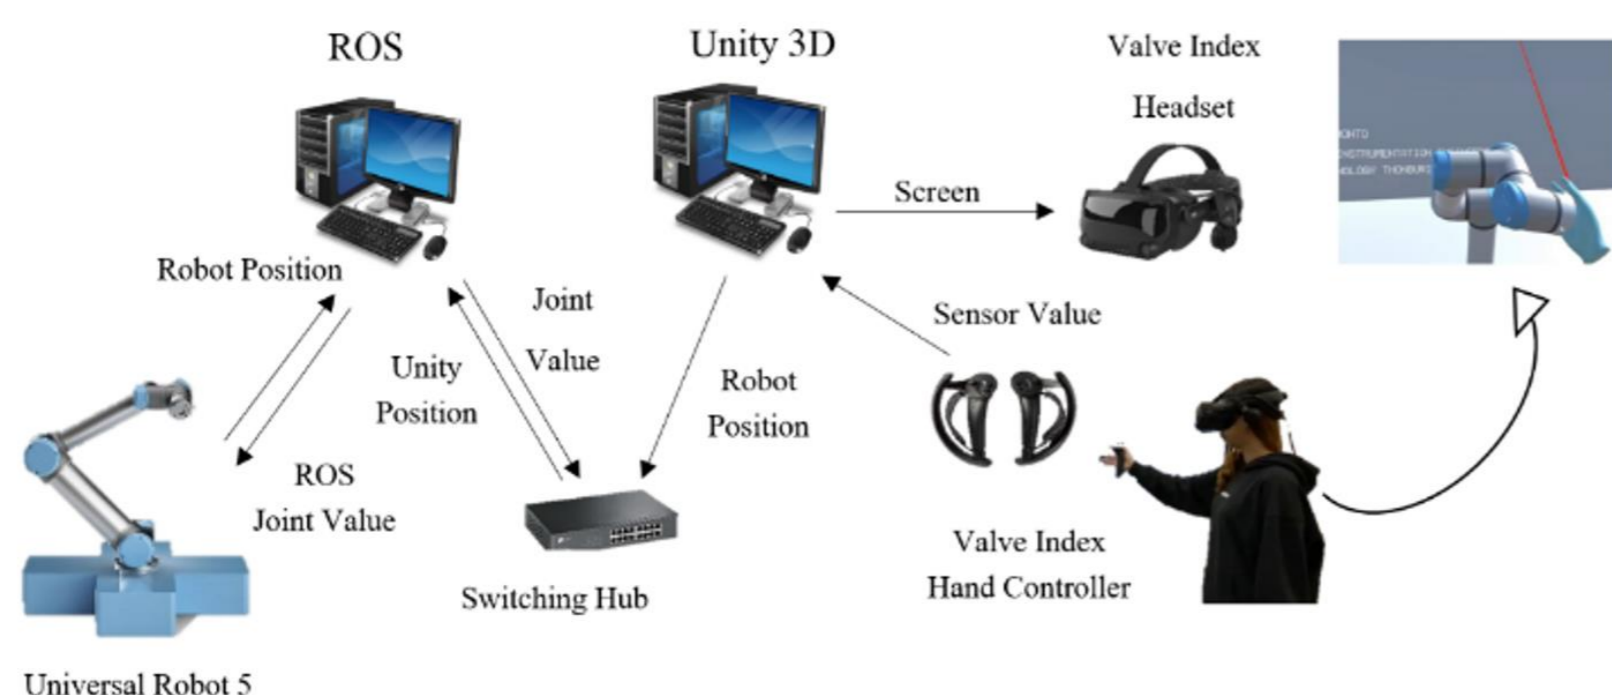 ROS
Unity 3D
Valve Index
Headset
Screen
Robot Position
Joint
Value
Unity
Position
Robot
Position
Sensor Value
ROS
Joint Value
Switching Hub
Valve Index
Hand Controller
Universal Robot 5